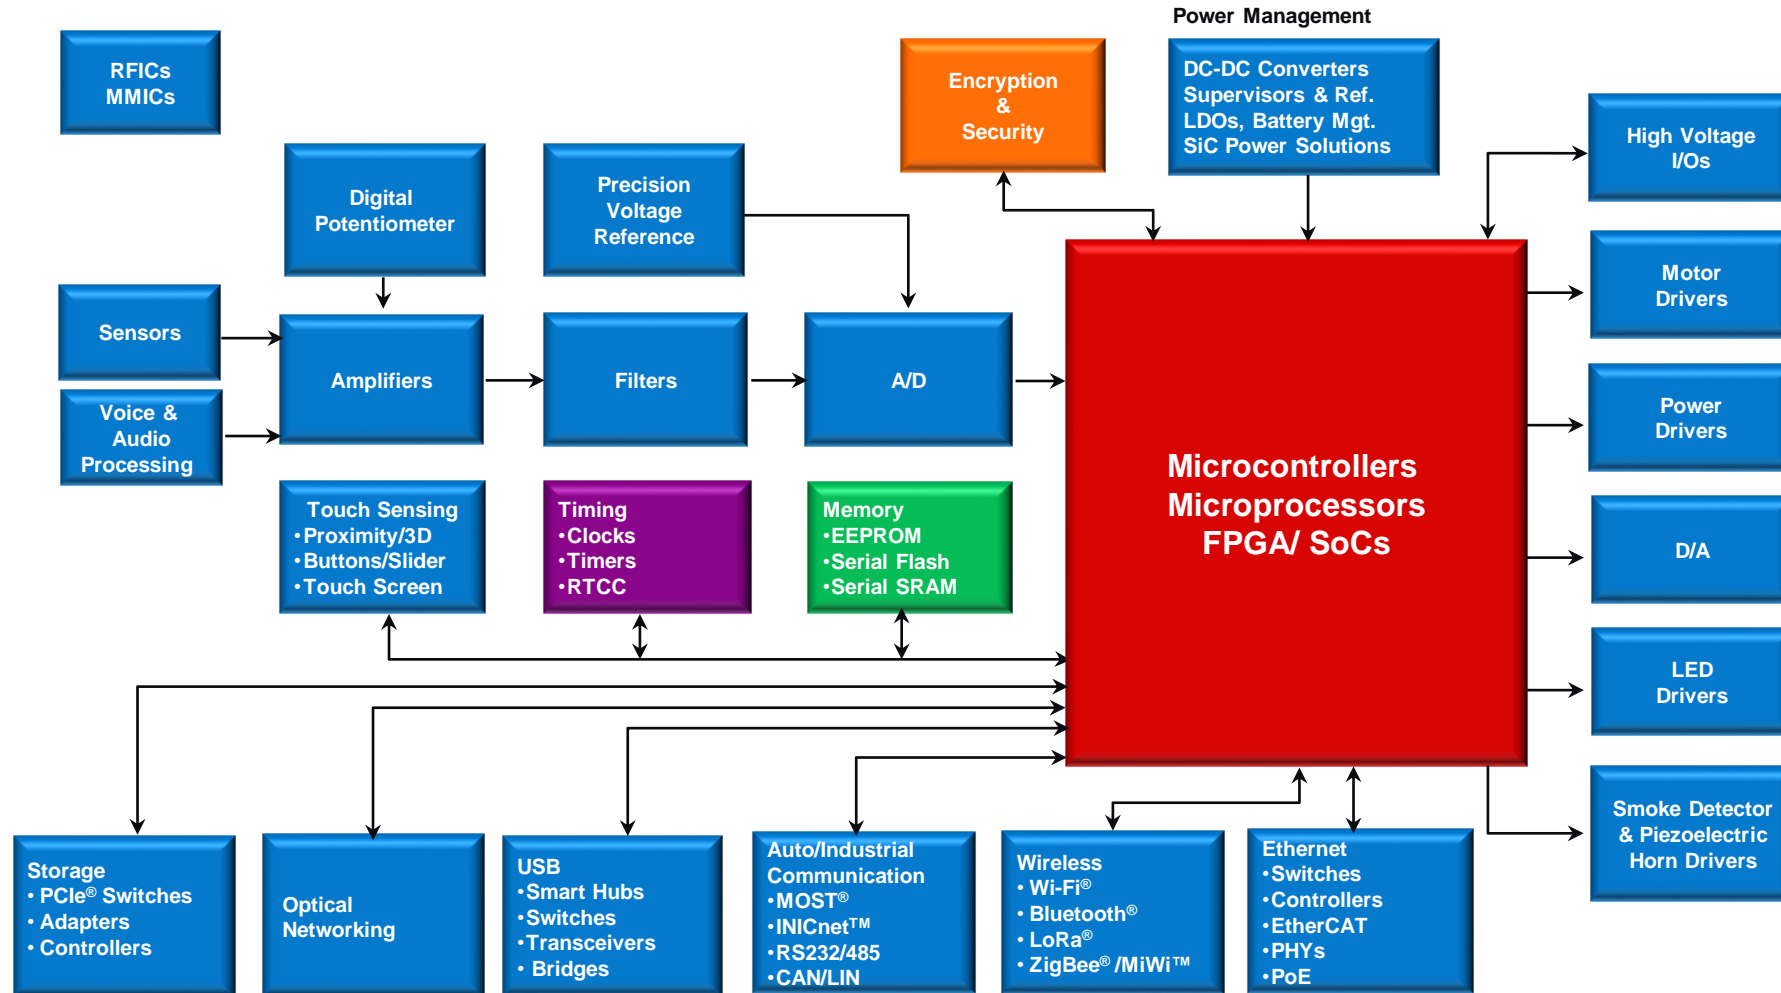 Power Management
RFICs
MMICs
Encryption
&
Security
DC-DC Converters
Supervisors & Ref.
LDOs, Battery Mgt.
SiC Power Solutions
High Voltage
I/Os
Digital
Potentiometer
Precision
Voltage
Reference
Motor
Drivers
Sensors
Amplifiers
Filters
A/D
Voice &
Audio
Processing
Power
Drivers
Microcontrollers
Microprocessors
FPGA/ SoCs
Touch Sensing
•Proximity/3D
•Buttons/Slider
•Touch Screen
Timing
•Clocks
•Timers
•RTCC
Memory
•EEPROM
•Serial Flash
•Serial SRAM
D/A
LED
Drivers
Smoke Detector
& Piezoelectric
Horn Drivers
Storage
• PCIe® Switches
• Adapters
• Controllers
Optical
Networking
USB
•Smart Hubs
•Switches
•Transceivers
• Bridges
Auto/Industrial
Communication
•MOST®
•INICnet™
•RS232/485
•CAN/LIN
Wireless
• Wi-Fi®
• Bluetooth®
• LoRa®
• ZigBee® /MiWi™
Ethernet
•Switches
•Controllers
•EtherCAT
•PHYs
•PoE